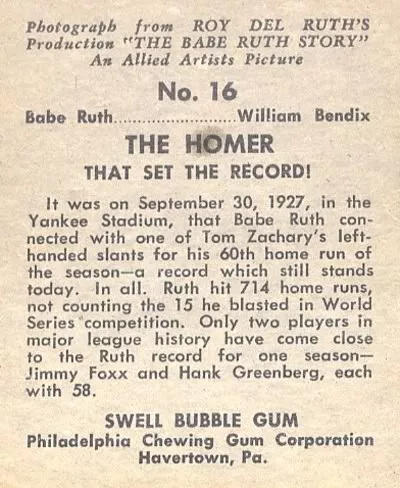 Photograph from ROY DEL RUTH'S
Production "THE BABE RUTH STORY"
An Allied Artists Picture
No. 16
Babe Ruth........................William Bendix
THE HOMER
THAT SET THE RECORD!
It was on September 30, 1927, in the
Yankee Stadium, that Babe Ruth con-
nected with one of Tom Zachary's left-
handed slants for his 60th home run of
the season—a record which still stands
today. In all. Ruth hit 714 home runs,
not counting the 15 he blasted in World
Series competition. Only two players in
major league history have come close
to the Ruth record for one season—
Jimmy Foxx and Hank Greenberg, each
with 58.
SWELL BUBBLE GUM
Philadelphia Chewing Gum Corporation
Havertown, Pa.